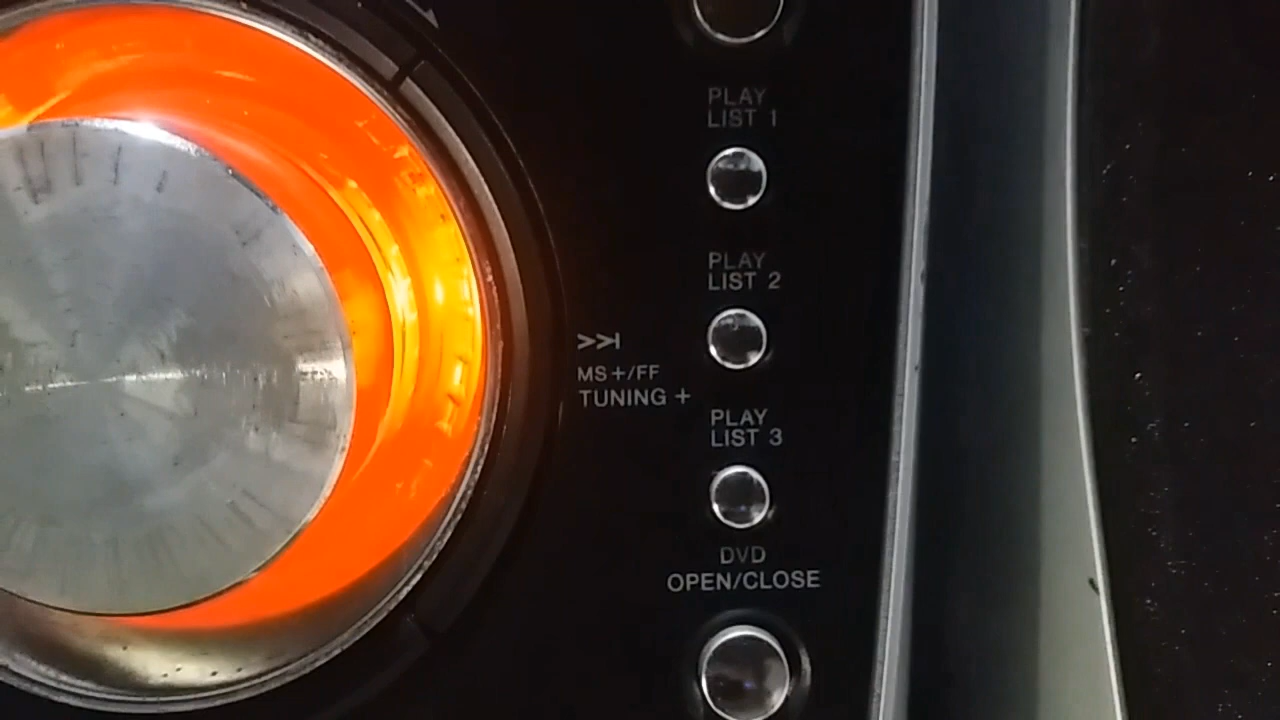 PLAY
LIST 1
PLAY
LIST 2
>>|
MS+/FF
TUNING +
PLAY
LIST 3
DVD
OPEN/CLOSE